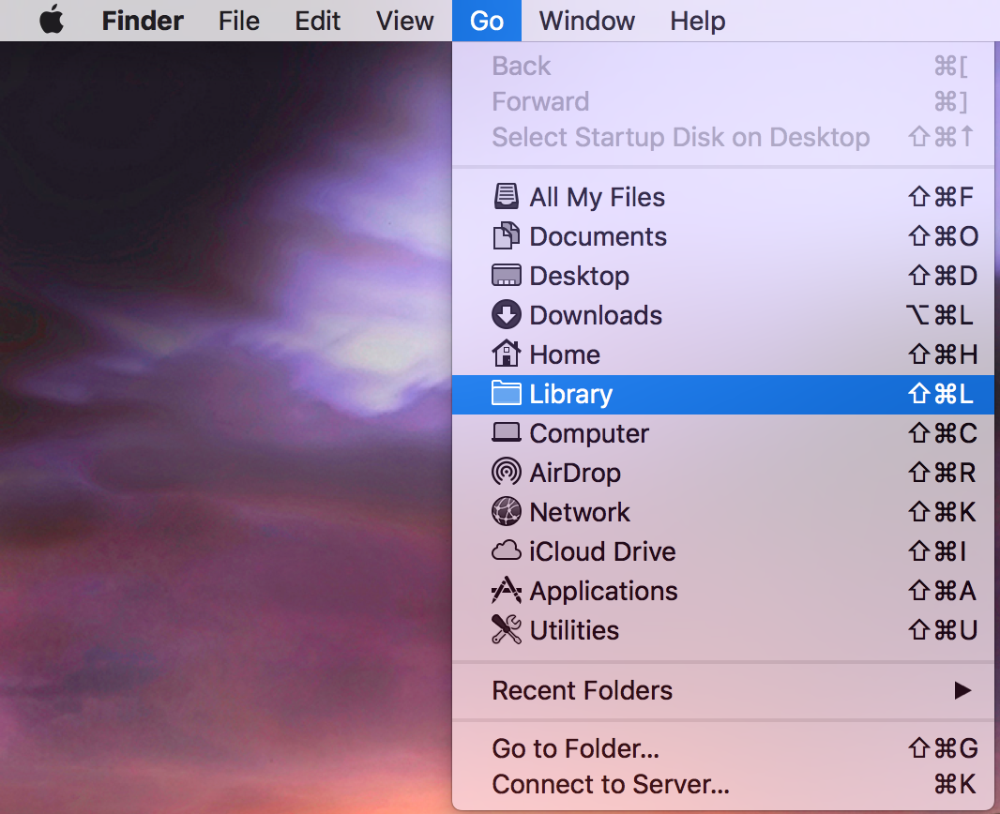 Finder File Edit View Go Window Help
Back ⌘[
Forward ⌘]
Select Startup Disk on Desktop ⇧⌘↑
All My Files ⇧⌘F
Documents ⇧⌘O
Desktop ⇧⌘D
Downloads ⌥⌘L
Home ⇧⌘H
Library ⇧⌘L
Computer ⇧⌘C
AirDrop ⇧⌘R
Network ⇧⌘K
iCloud Drive ⇧⌘I
Applications ⇧⌘A
Utilities ⇧⌘U
Recent Folders ▶
Go to Folder... ⇧⌘G
Connect to Server... ⌘K